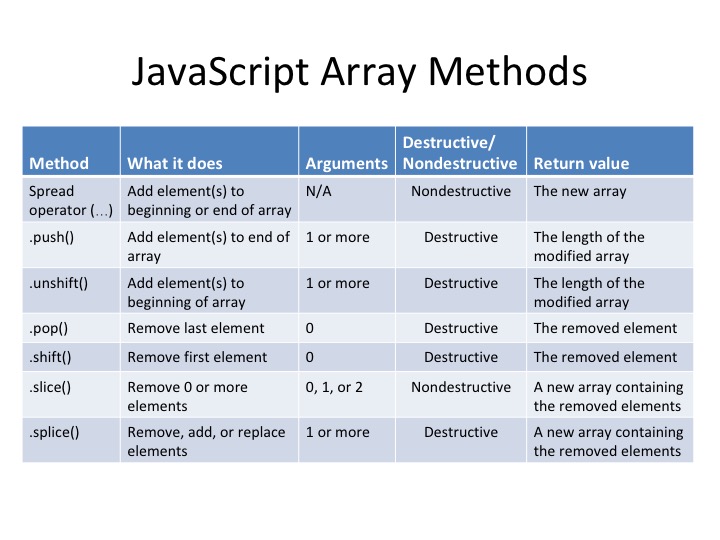 JavaScript Array Methods
Method What it does Arguments Destructive/ Nondestructive Return value
Spread operator (...) Add element(s) to beginning or end of array N/A Nondestructive The new array
.push() Add element(s) to end of array 1 or more Destructive The length of the modified array
.unshift() Add element(s) to beginning of array 1 or more Destructive The length of the modified array
.pop() Remove last element 0 Destructive The removed element
.shift() Remove first element 0 Destructive The removed element
.slice() Remove 0 or more elements 0, 1, or 2 Nondestructive A new array containing the removed elements
.splice() Remove, add, or replace elements 1 or more Destructive A new array containing the removed elements